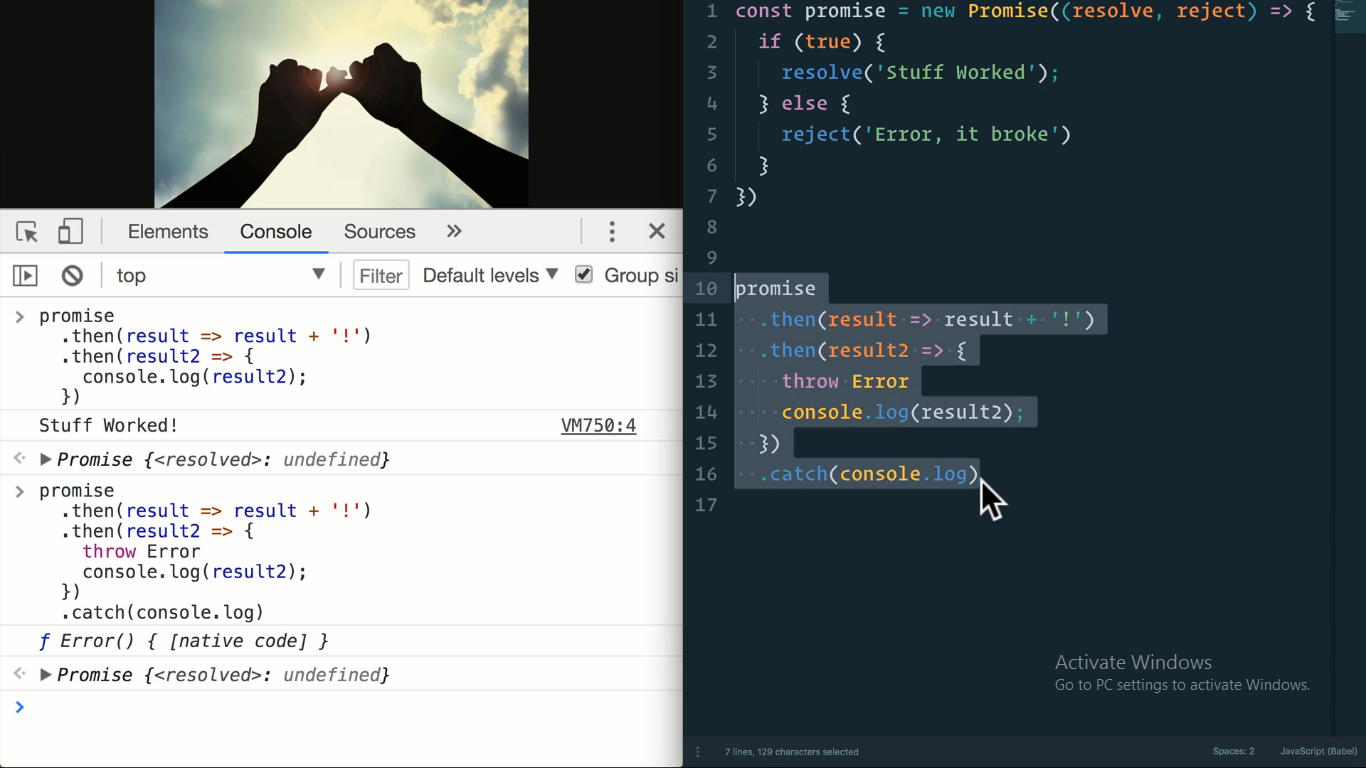 Elements Console Sources »
top Filter Default levels Group si
promise
.then(result => result + '!')
.then(result2 => {
console.log(result2);
})
Stuff Worked! VM750:4
Promise {<resolved>: undefined}
promise
.then(result => result + '!')
.then(result2 => {
throw Error
console.log(result2);
})
.catch(console.log)
ƒ Error() { [native code] }
Promise {<resolved>: undefined}
1 const promise = new Promise((resolve, reject) => {
2 if (true) {
3 resolve('Stuff Worked');
4 } else {
5 reject('Error, it broke')
6 }
7 })
8
9
10 promise
11 .then(result => result + '!')
12 .then(result2 => {
13 throw Error
14 console.log(result2);
15 })
16 .catch(console.log)
17
Activate Windows
Go to PC settings to activate Windows.
7 lines, 129 characters selected Spaces: 2 JavaScript (Babel)